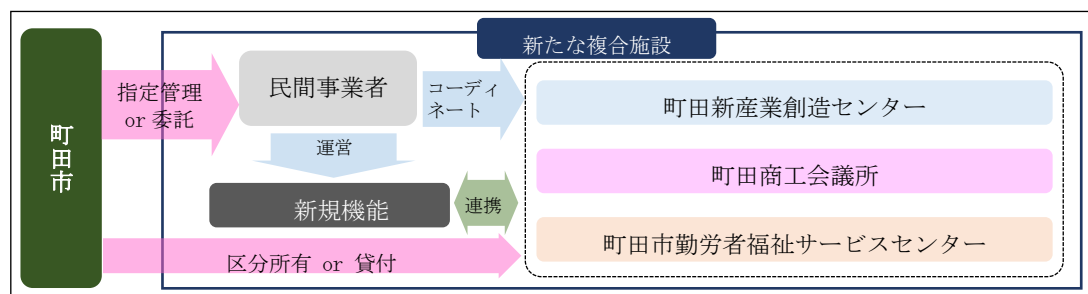 新たな複合施設
町田市
指定管理
or 委託
民間事業者
コーディ
ネート
町田新産業創造センター
運営
町田商工会議所
新規機能
連携
町田市勤労者福祉サービスセンター
区分所有 or 貸付